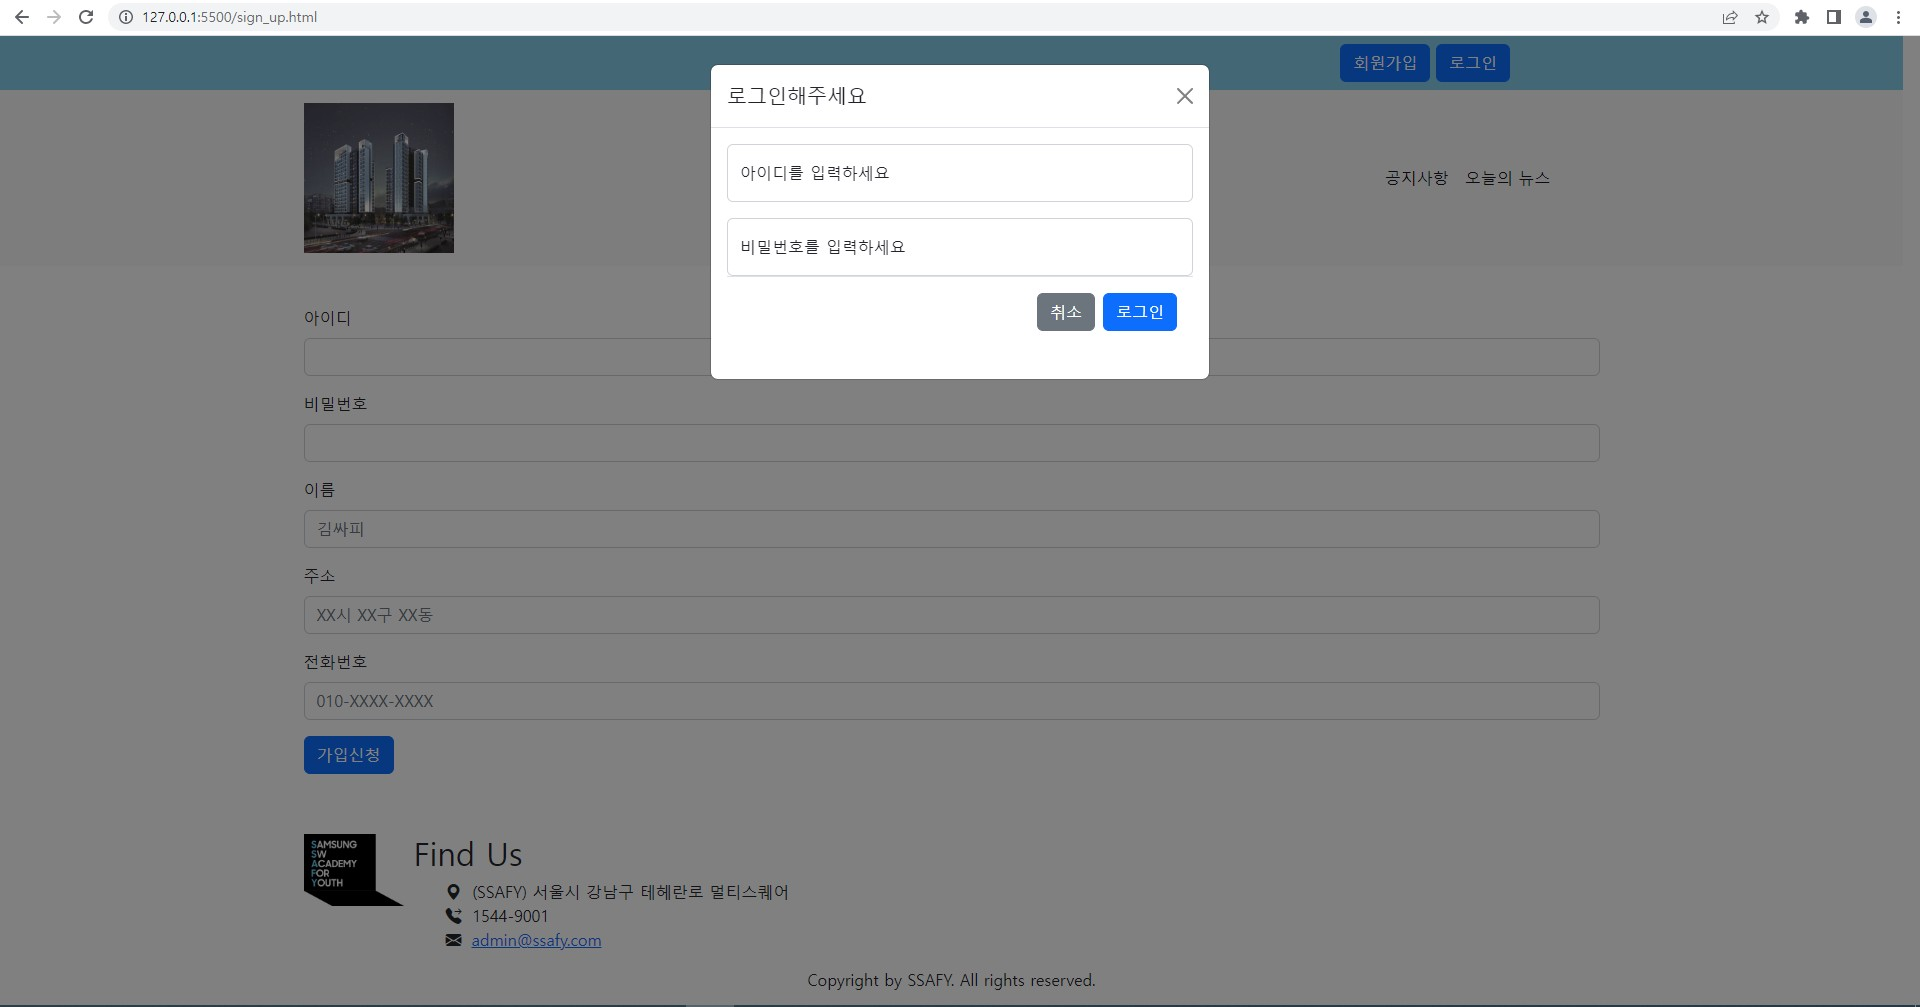 127.0.0.1:5500/sign_up.html
회원가입 로그인
로그인해주세요
아이디를 입력하세요
비밀번호를 입력하세요
취소 로그인
공지사항 오늘의 뉴스
아이디
비밀번호
이름
김싸피
주소
XX시 XX구 XX동
전화번호
010-XXXX-XXXX
가입신청
SAMSUNG
SW
ACADEMY
FOR
YOUTH
Find Us
(SSAFY) 서울시 강남구 테헤란로 멀티스퀘어
1544-9001
admin@ssafy.com
Copyright by SSAFY. All rights reserved.